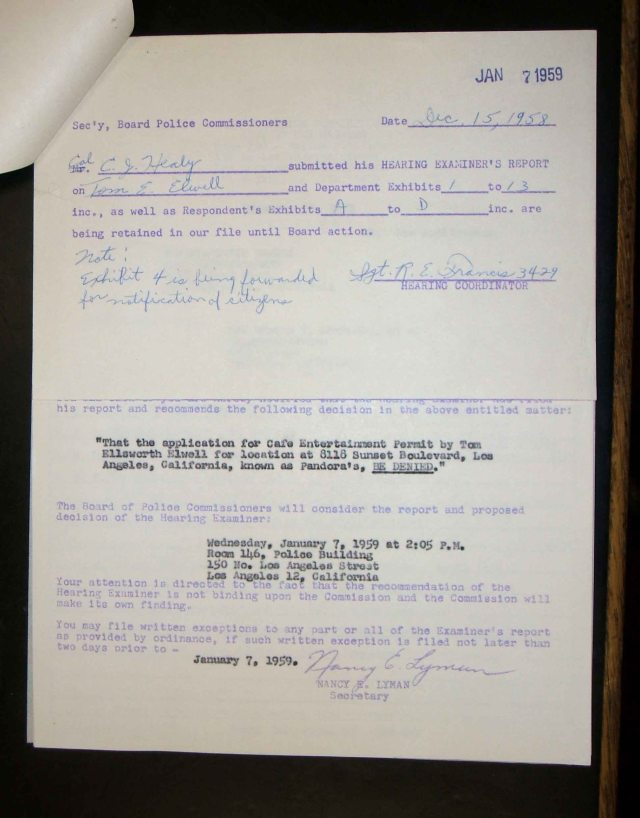 JAN 7 1959
Sec'y, Board Police Commissioners Date Dec. 15, 1958
Col. C. J. Healy submitted his HEARING EXAMINER'S REPORT
on Tom E. Elwell and Department Exhibits 1 to 13
inc., as well as Respondent's Exhibits A to D inc. are
being retained in our file until Board action.
Note:
Exhibit 4 is being forwarded
for notification of citizens
Sgt. R. E. Francis 3429
HEARING COORDINATOR
his report and recommends the following decision in the above entitled matter:
"That the application for Cafe Entertainment Permit by Tom
Ellsworth Elwell for location at 8118 Sunset Boulevard, Los
Angeles, California, known as Pandora's, BE DENIED."
The Board of Police Commissioners will consider the report and proposed
decision of the Hearing Examiner:
Wednesday, January 7, 1959 at 2:05 P.M.
Room 146, Police Building
150 No. Los Angeles Street
Los Angeles 12, California
Your attention is directed to the fact that the recommendation of the
Hearing Examiner is not binding upon the Commission and the Commission will
make its own finding.
You may file written exceptions to any part or all of the Examiner's report
as provided by ordinance, if such written exception is filed not later than
two days prior to -
January 7, 1959. Nancy E. Lyman
NANCY E. LYMAN
Secretary